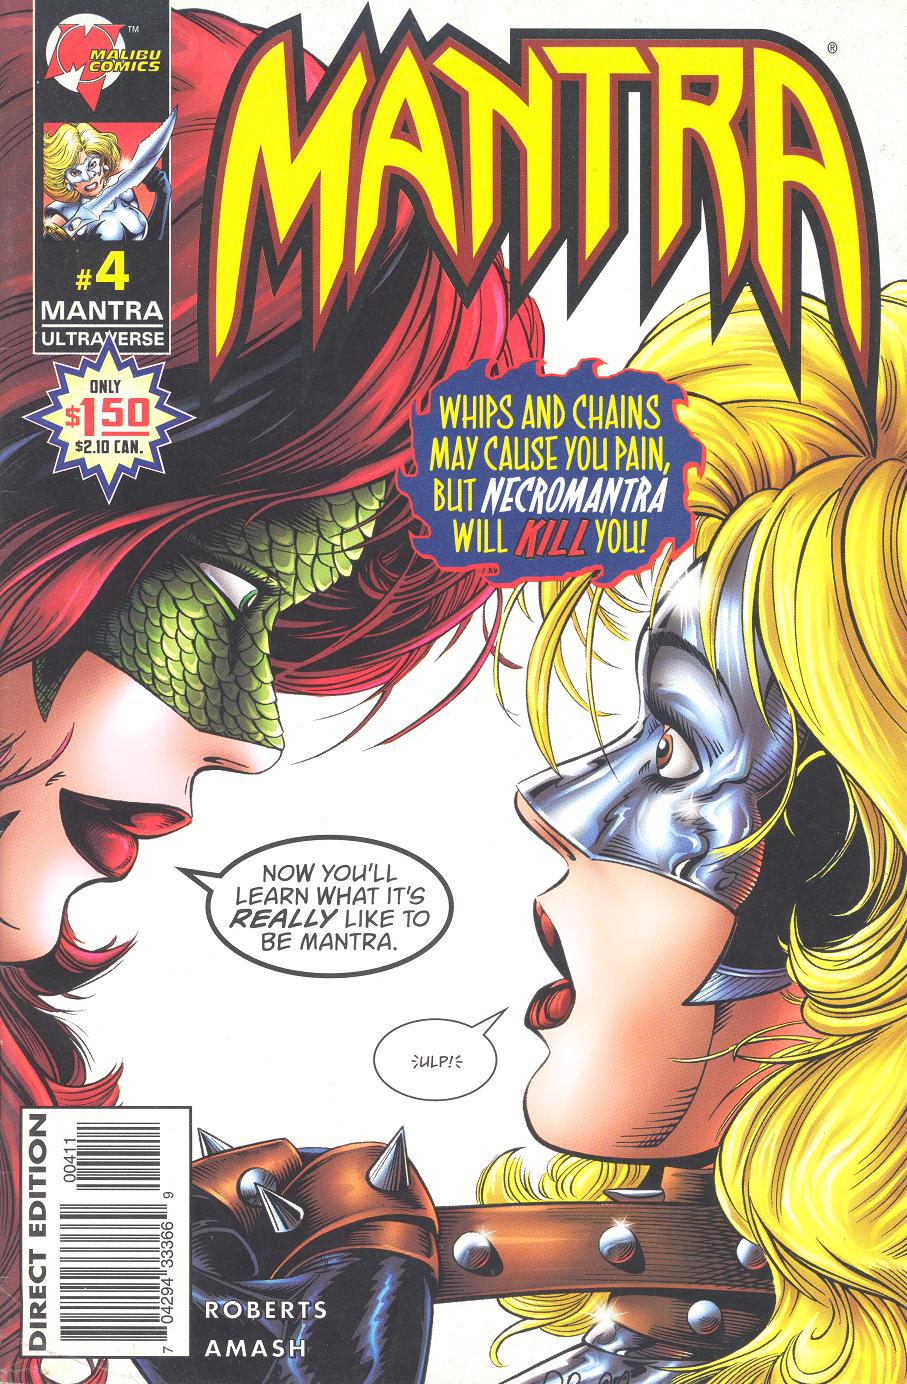 MALIBU
COMICS
TM
MANTRA
®
#4
MANTRA
ULTRAVERSE
ONLY
$1.50
$2.10 CAN.
WHIPS AND CHAINS
MAY CAUSE YOU PAIN,
BUT NECROMANTRA
WILL KILL YOU!
NOW YOU'LL
LEARN WHAT IT'S
REALLY LIKE TO
BE MANTRA.
ULP!
DIRECT EDITION
00411
7 04294 33366 9
ROBERTS
AMASH